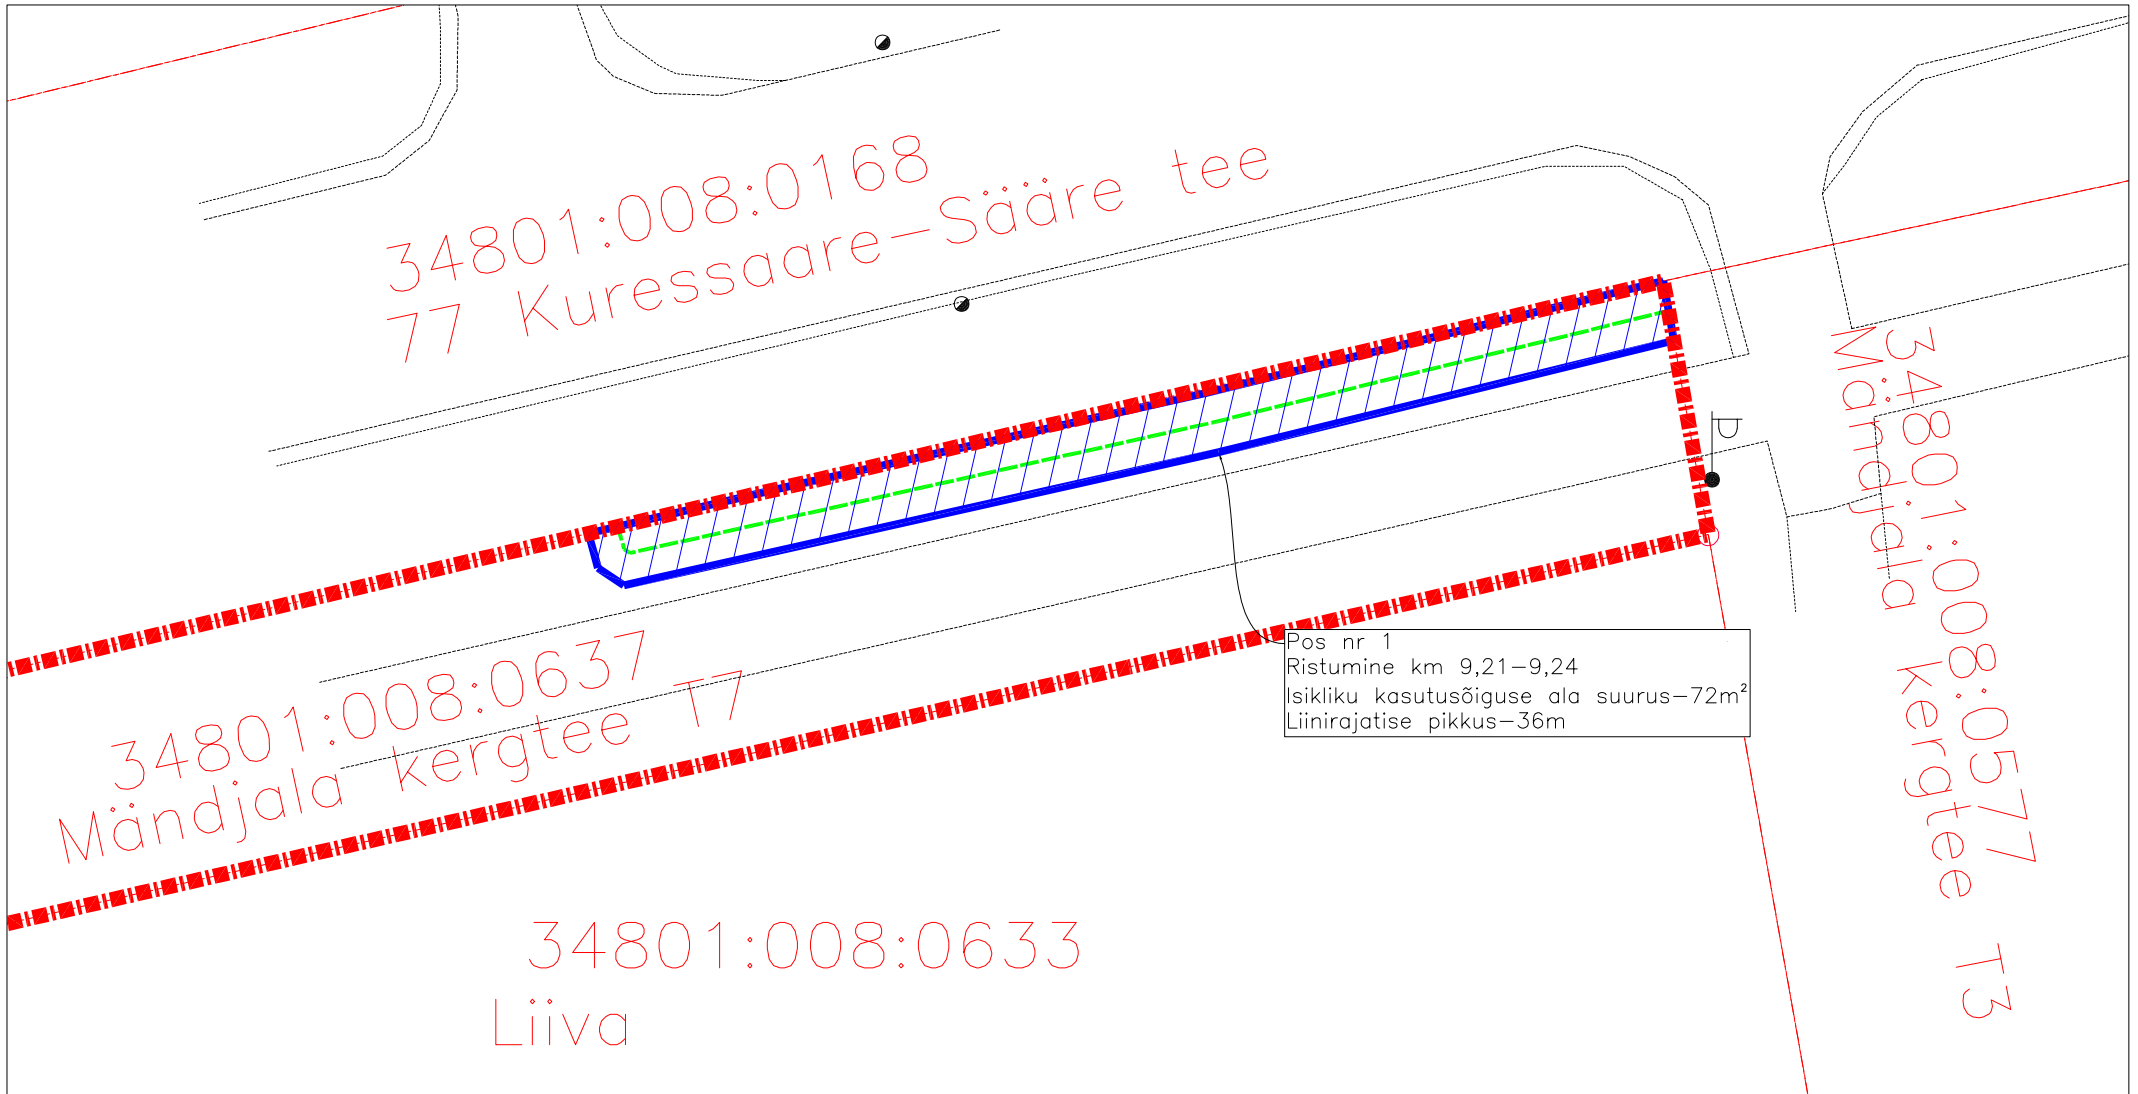 34801:008:0168
77 Kuressaare-Sääre tee
34801:008:0637
Mändjala kergtee T7
Pos nr 1
Ristumine km 9,21-9,24
Isikliku kasutusõiguse ala suurus-72m²
Liinirajatise pikkus-36m
34801:008:0577
Mändjala kergtee T3
34801:008:0633
Liiva